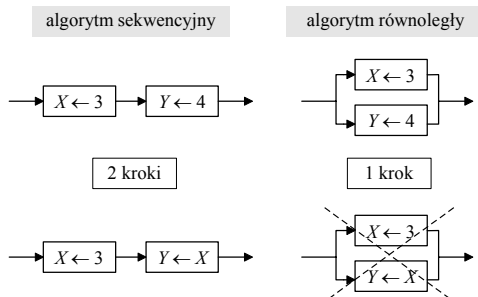 algorytm sekwencyjny
algorytm równoległy
X ← 3
Y ← 4
X ← 3
Y ← 4
2 kroki
1 krok
X ← 3
Y ← X
X ← 3
Y ← X